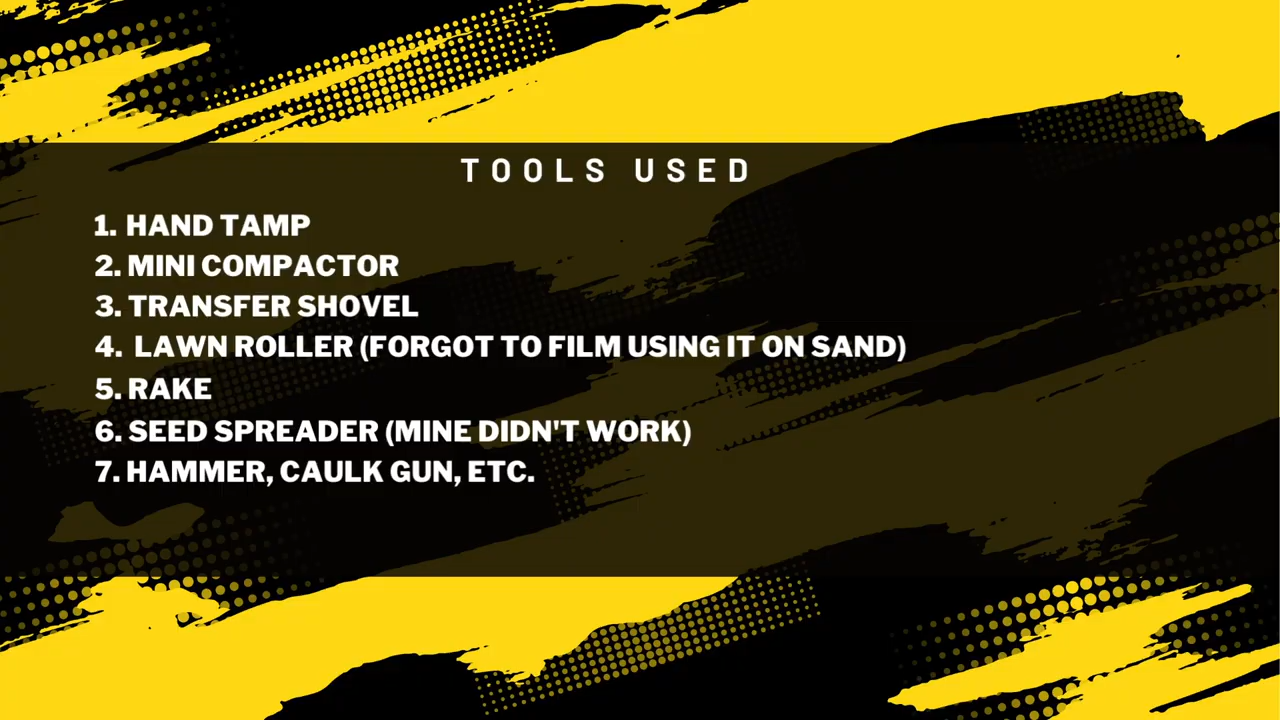 TOOLS USED
1. HAND TAMP
2. MINI COMPACTOR
3. TRANSFER SHOVEL
4. LAWN ROLLER (FORGOT TO FILM USING IT ON SAND)
5. RAKE
6. SEED SPREADER (MINE DIDN'T WORK)
7. HAMMER, CAULK GUN, ETC.